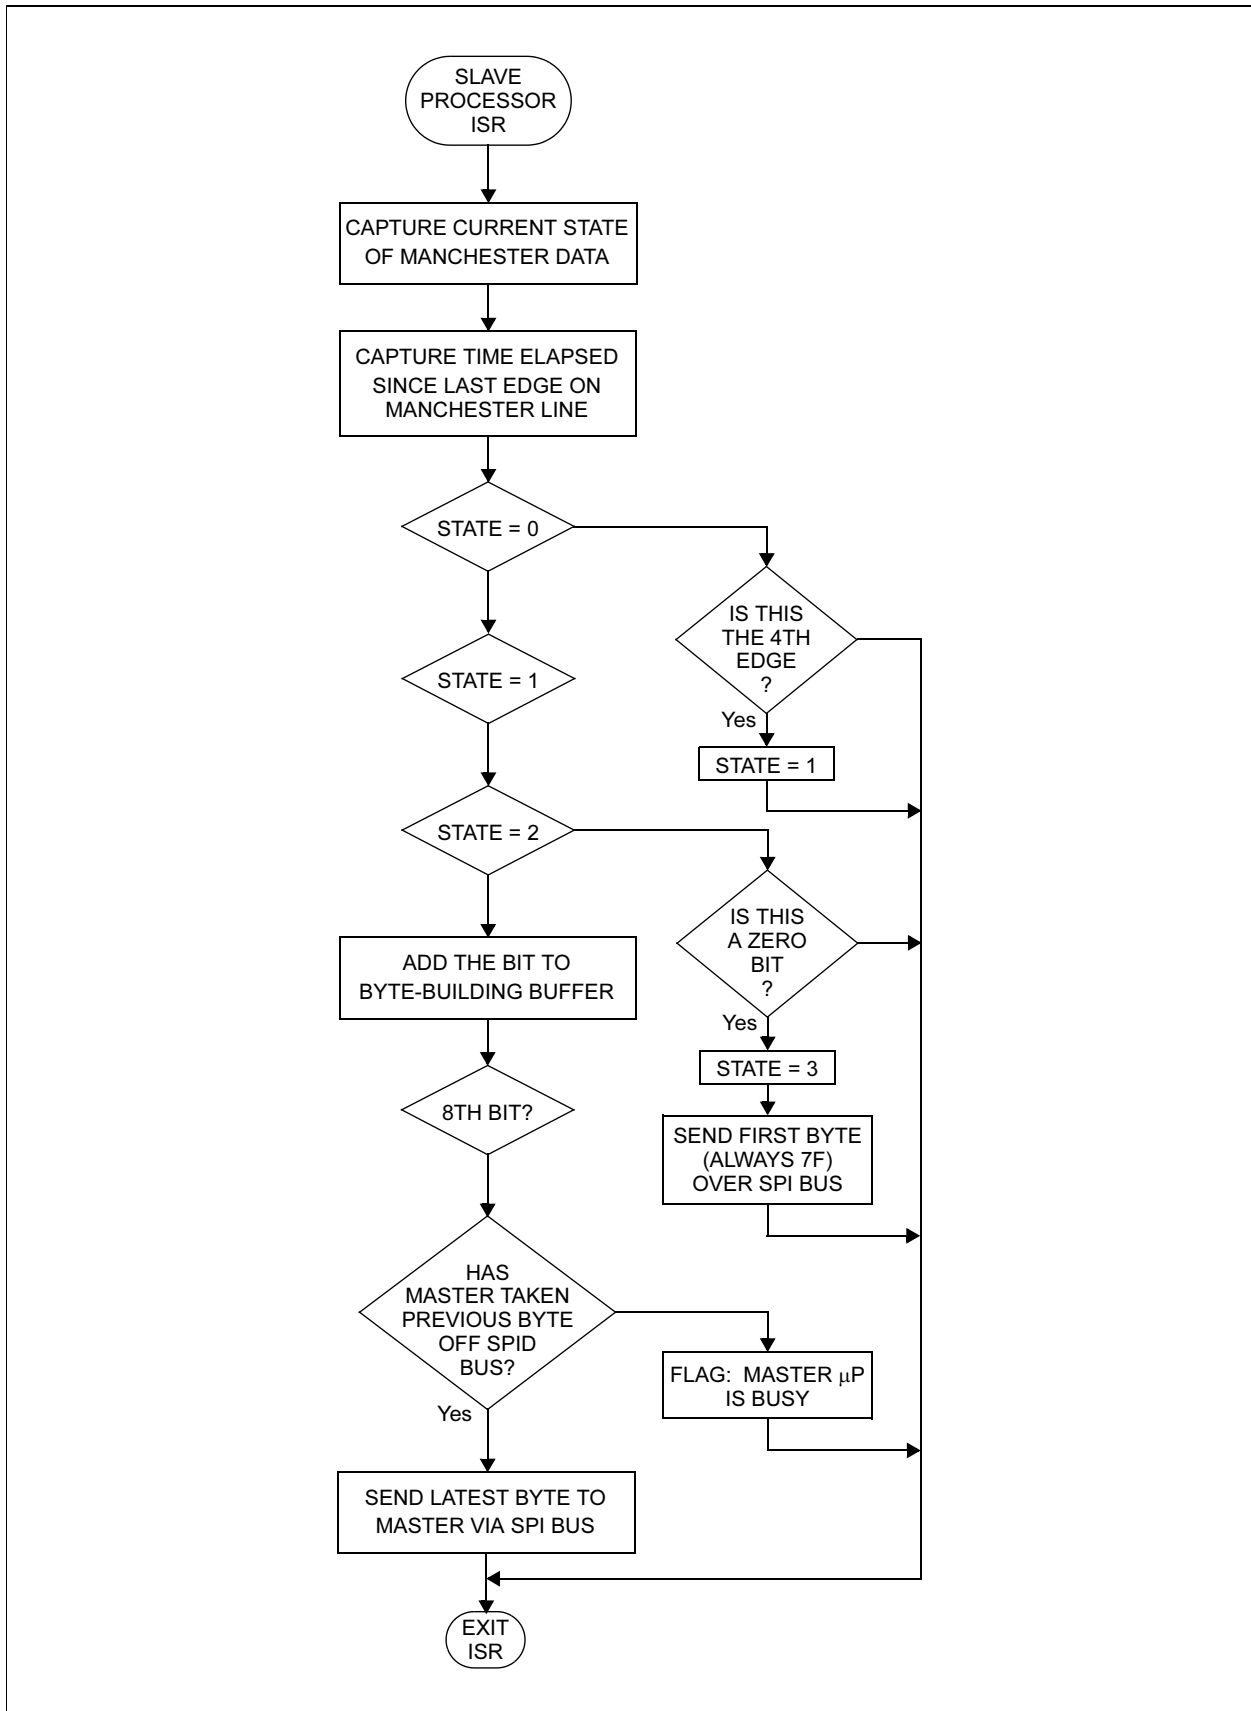 SLAVE
PROCESSOR
ISR
CAPTURE CURRENT STATE
OF MANCHESTER DATA
CAPTURE TIME ELAPSED
SINCE LAST EDGE ON
MANCHESTER LINE
STATE = 0
IS THIS
THE 4TH
EDGE
?
Yes
STATE = 1
STATE = 1
STATE = 2
IS THIS
A ZERO
BIT
?
Yes
STATE = 3
SEND FIRST BYTE
(ALWAYS 7F)
OVER SPI BUS
ADD THE BIT TO
BYTE-BUILDING BUFFER
8TH BIT?
HAS
MASTER TAKEN
PREVIOUS BYTE
OFF SPID
BUS?
Yes
FLAG: MASTER μP
IS BUSY
SEND LATEST BYTE TO
MASTER VIA SPI BUS
EXIT
ISR